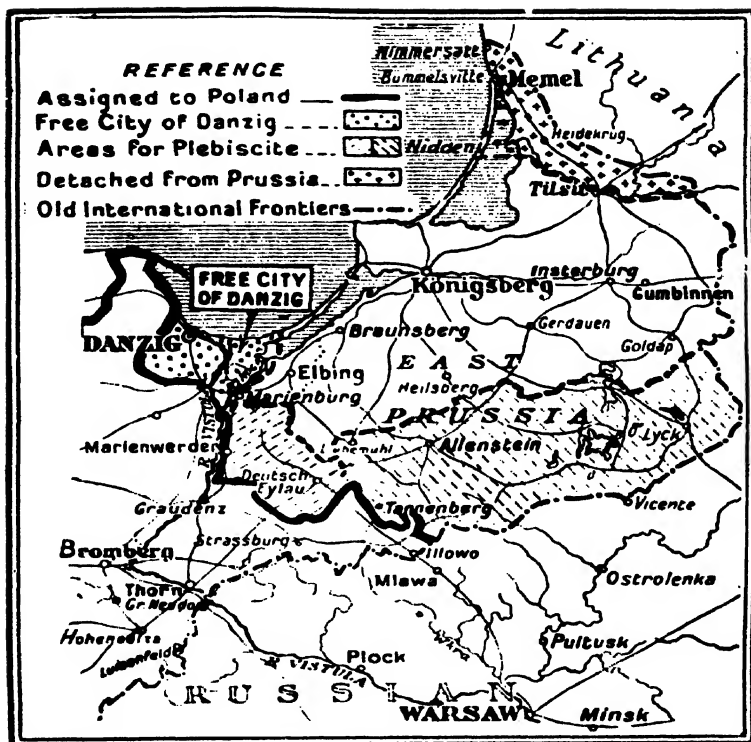 REFERENCE
Assigned to Poland
Free City of Danzig
Areas for Plebiscite
Detached From Prussia
Old International Frontiers
Nimmersatt
Bummelsville
Memel
Lithuania
Heidekrug
Nidden
Tilsit
FREE CITY
OF DANZIG
Königsberg
Insterburg
Gumbinnen
DANZIG
Braunsberg
Gerdauen
Goldap
EAST
Elbing
Heilsberg
Marienburg
PRUSSIA
Lyck
Marienwerder
R. VISTULA
Allenstein
Deutsch
Eylau
Tannenberg
Vicente
Graudenz
Strassburg
Bromberg
Illowo
Mlawa
Ostrolenka
Thorn
Pultusk
Plock
R. VISTULA
RUSSIAN
WARSAW
Minsk